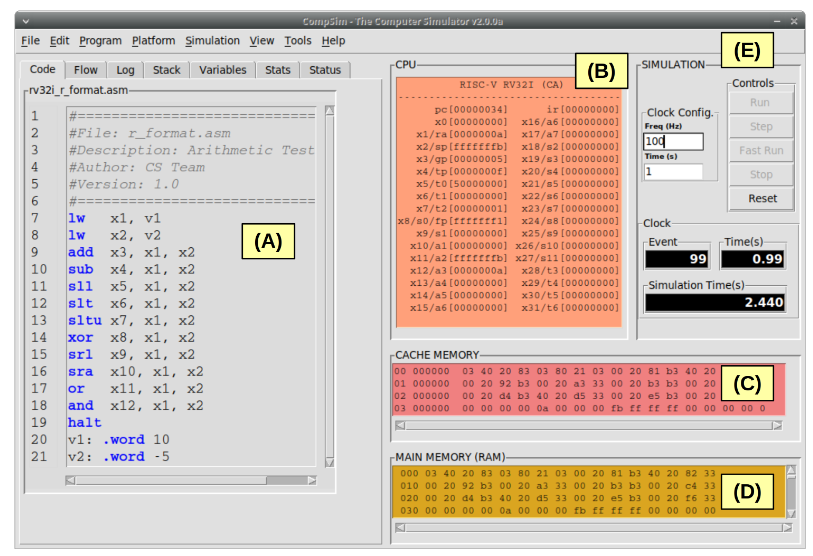 CompSim - The Computer Simulator v2.0.0a
File Edit Program Platform Simulation View Tools Help
(E)
Code Flow Log Stack Variables Stats Status
rv32i_r_format.asm
1 #============================
2 #File: r_format.asm
3 #Description: Arithmetic Test
4 #Author: CS Team
5 #Version: 1.0
6 #============================
7 lw x1, v1
8 lw x2, v2
9 add x3, x1, x2
10 sub x4, x1, x2
11 sll x5, x1, x2
12 slt x6, x1, x2
13 sltu x7, x1, x2
14 xor x8, x1, x2
15 srl x9, x1, x2
16 sra x10, x1, x2
17 or x11, x1, x2
18 and x12, x1, x2
19 halt
20 v1: .word 10
21 v2: .word -5
(A)
CPU
(B)
RISC-V RV32I (CA)
----------------------------------
pc[00000034] ir[00000000]
x0[00000000] x16/a6[00000000]
x1/ra[0000000a] x17/a7[00000000]
x2/sp[fffffffb] x18/s2[00000000]
x3/gp[00000005] x19/s3[00000000]
x4/tp[0000000f] x20/s4[00000000]
x5/t0[50000000] x21/s5[00000000]
x6/t1[00000000] x22/s6[00000000]
x7/t2[00000001] x23/s7[00000000]
x8/s0/fp[fffffff1] x24/s8[00000000]
x9/s1[00000000] x25/s9[00000000]
x10/a1[00000000] x26/s10[00000000]
x11/a2[fffffffb] x27/s11[00000000]
x12/a3[0000000a] x28/t3[00000000]
x13/a4[00000000] x29/t4[00000000]
x14/a5[00000000] x30/t5[00000000]
x15/a6[00000000] x31/t6[00000000]
SIMULATION
Clock Config.
Freq (Hz)
100
Time (s)
1
Controls
Run
Step
Fast Run
Stop
Reset
Clock
Event
99
Time(s)
0.99
Simulation Time(s)
2.440
CACHE MEMORY
00 000000 03 40 20 83 03 80 21 03 00 20 81 b3 40 20
01 000000 00 20 92 b3 00 20 a3 33 00 20 b3 b3 00 20
02 000000 00 20 d4 b3 40 20 d5 33 00 20 e5 b3 00 20
03 000000 00 00 00 00 0a 00 00 00 fb ff ff ff 00 00 00 00 0
(C)
MAIN MEMORY (RAM)
000 03 40 20 83 03 80 21 03 00 20 81 b3 40 20 82 33
010 00 20 92 b3 00 20 a3 33 00 20 b3 b3 00 20 c4 33
020 00 20 d4 b3 40 20 d5 33 00 20 e5 b3 00 20 f6 33
030 00 00 00 00 0a 00 00 00 fb ff ff ff 00 00 00 00
(D)